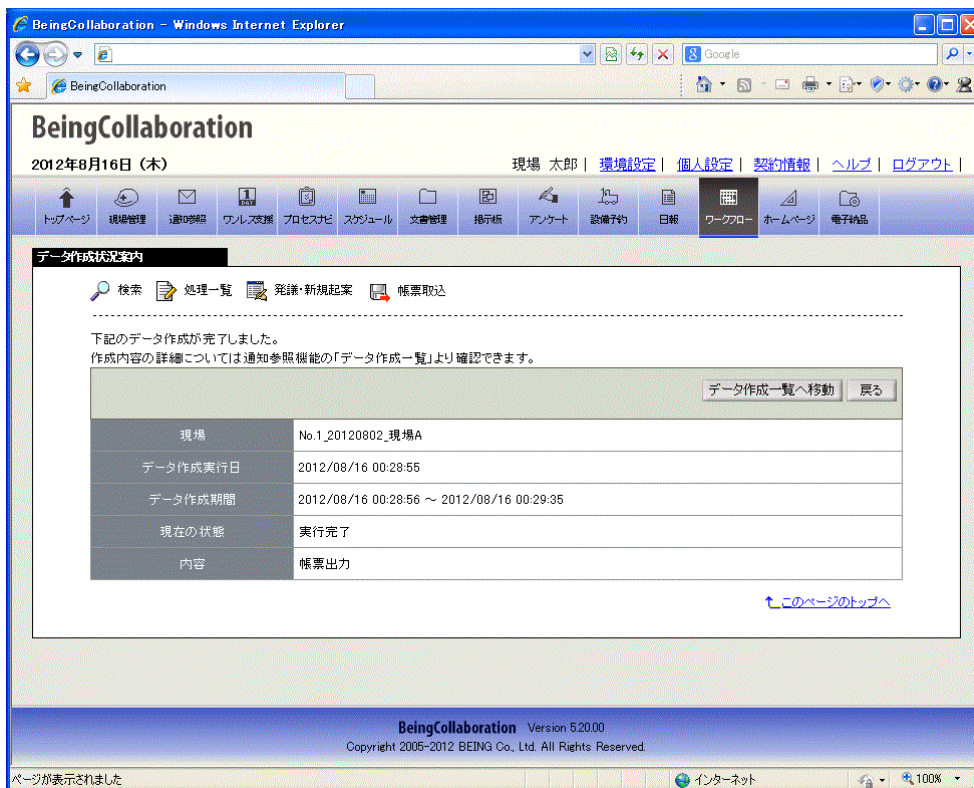 BeingCollaboration - Windows Internet Explorer
Google
BeingCollaboration
BeingCollaboration
2012年8月16日（木） 現場 太郎 | 環境設定 | 個人設定 | 契約情報 | ヘルプ | ログアウト |
トップページ 現場管理 通知参照 ワンレス支援 プロセスナビ スケジュール 文書管理 掲示板 アンケート 設備予約 日報 ワークフロー ホームページ 電子納品
データ作成状況案内
検索 処理一覧 発議・新規起案 帳票取込
下記のデータ作成が完了しました。
作成内容の詳細については通知参照機能の「データ作成一覧」より確認できます。
データ作成一覧へ移動 戻る
現場 No.1_20120802_現場A
データ作成実行日 2012/08/16 00:28:55
データ作成期間 2012/08/16 00:28:56 ～ 2012/08/16 00:29:35
現在の状態 実行完了
内容 帳票出力
このページのトップへ
BeingCollaboration Version 5.20.00
Copyright 2005-2012 BEING Co., Ltd. All Rights Reserved.
ページが表示されました インターネット 100%